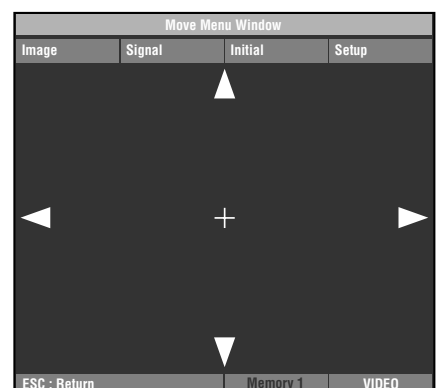 Move Menu Window
Image Signal Initial Setup
ESC : Return Memory 1 VIDEO